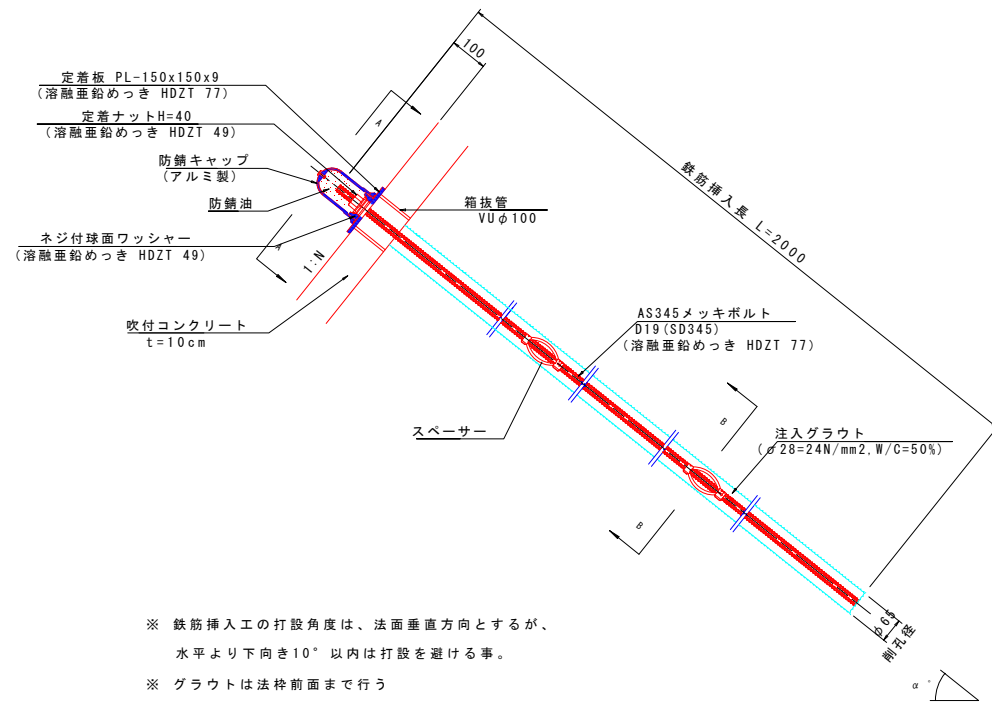 100
定着板 PL-150x150x9
(溶融亜鉛めっき HDZT 77)
定着ナットH=40
(溶融亜鉛めっき HDZT 49)
防錆キャップ
(アルミ製)
防錆油
ネジ付球面ワッシャー
(溶融亜鉛めっき HDZT 49)
A
A
1:N
箱抜管
VUφ100
吹付コンクリート
t=10cm
鉄筋挿入長 L=2000
AS345メッキボルト
D19(SD345)
(溶融亜鉛めっき HDZT 77)
スペーサー
B
B
注入グラウト
(σ28=24N/mm2,W/C=50%)
φ65
削孔径
※ 鉄筋挿入工の打設角度は、法面垂直方向とするが、
水平より下向き10°以内は打設を避ける事。
※ グラウトは法枠前面まで行う
α°